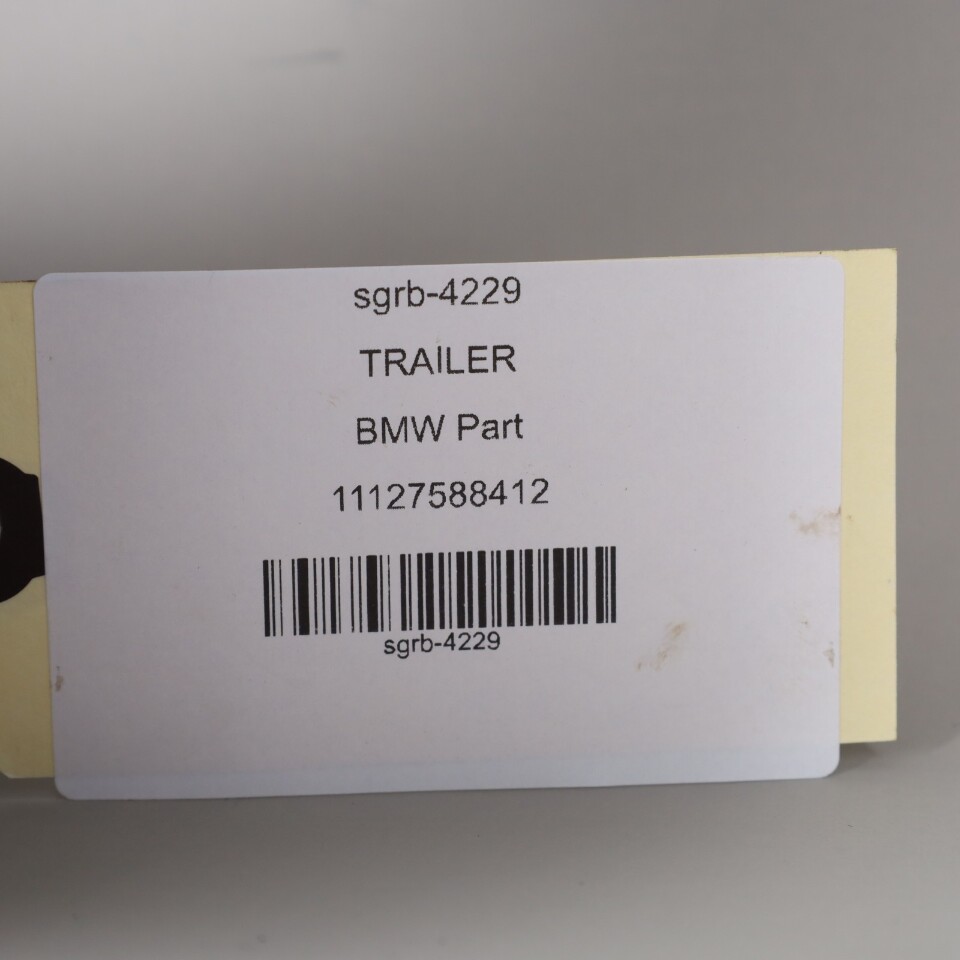 sgrb-4229
TRAILER
BMW Part
11127588412
sgrb-4229